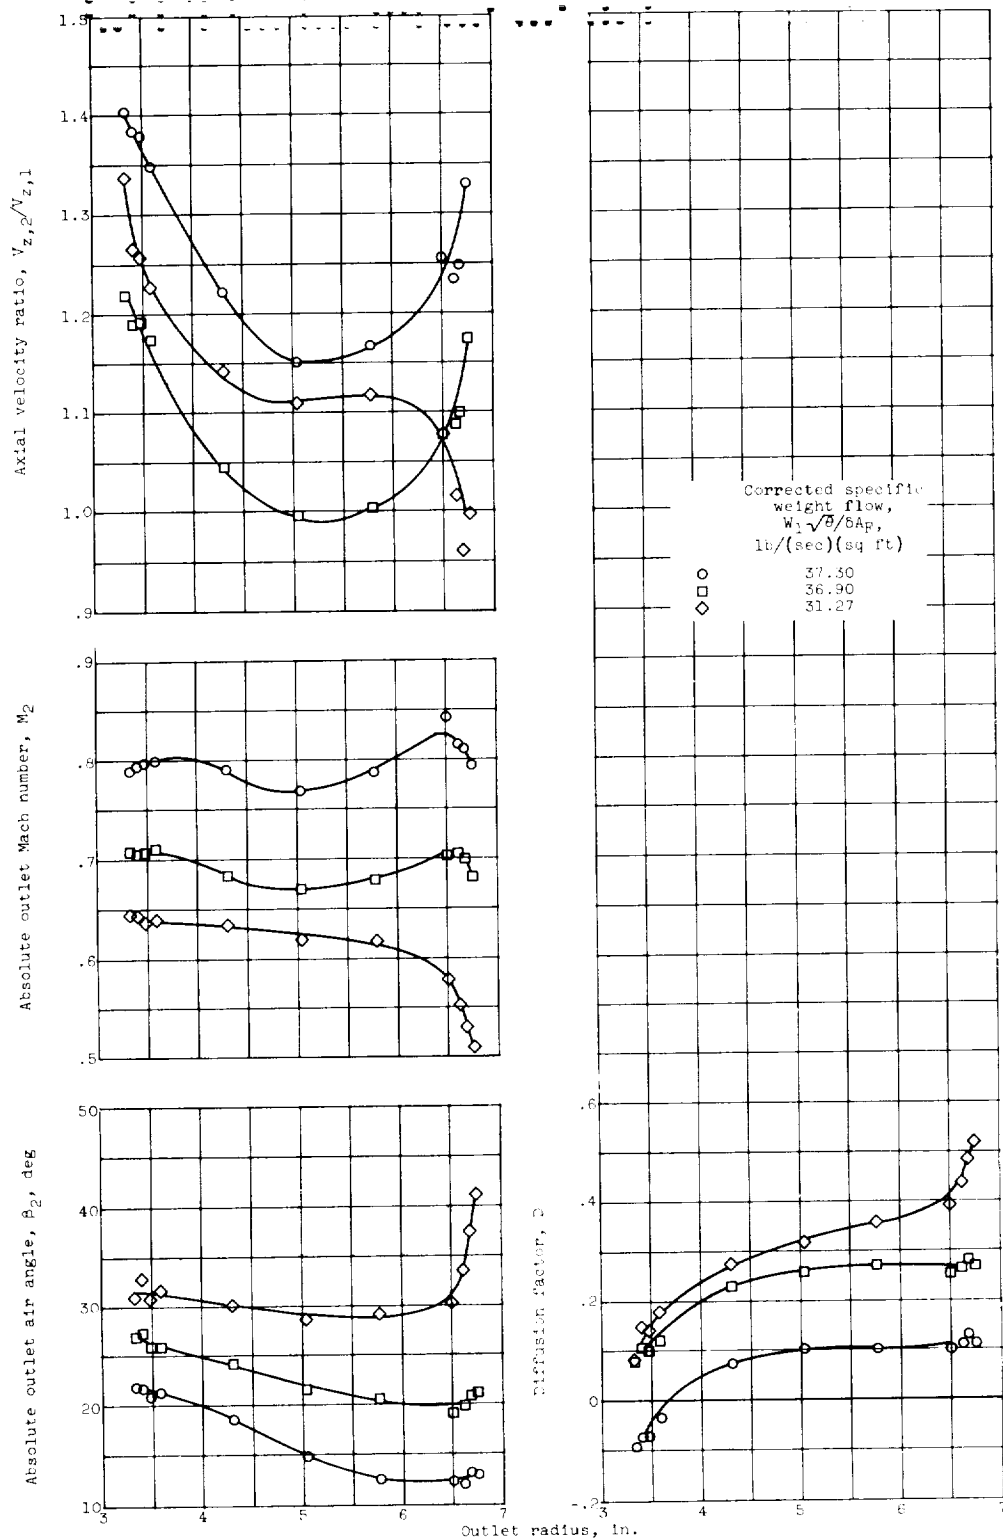 1.5
1.4
1.3
1.2
1.1
1.0
.9
Axial velocity ratio, V_z,2/V_z,1
.9
.8
.7
.6
.5
Absolute outlet Mach number, M_2
50
40
30
20
10
Absolute outlet air angle, β_2, deg
3 4 5 6 7
Corrected specific
weight flow,
W_1 √θ/δA_F,
lb/(sec)(sq ft)
○ 37.30
□ 36.90
◇ 31.27
.6
.4
.2
0
-.2
Diffusion factor, D
3 4 5 6 7
Outlet radius, in.